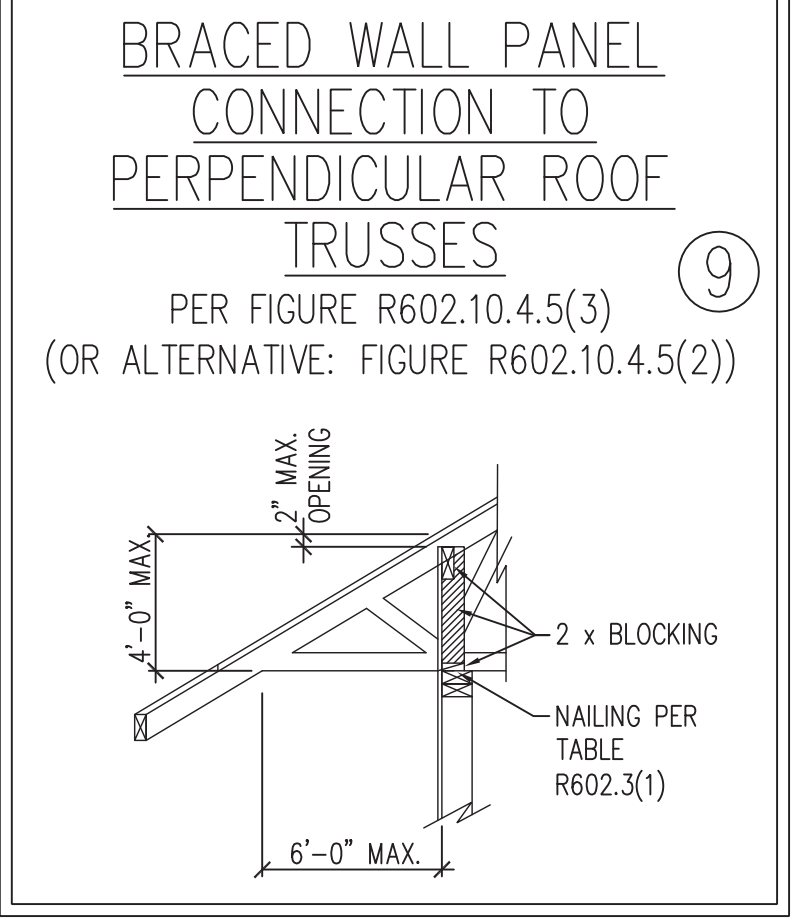 BRACED WALL PANEL
CONNECTION TO
PERPENDICULAR ROOF
TRUSSES
9
PER FIGURE R602.10.4.5(3)
(OR ALTERNATIVE: FIGURE R602.10.4.5(2))
2" MAX.
OPENING
4'-0" MAX.
2 x BLOCKING
NAILING PER
TABLE
R602.3(1)
6'-0" MAX.